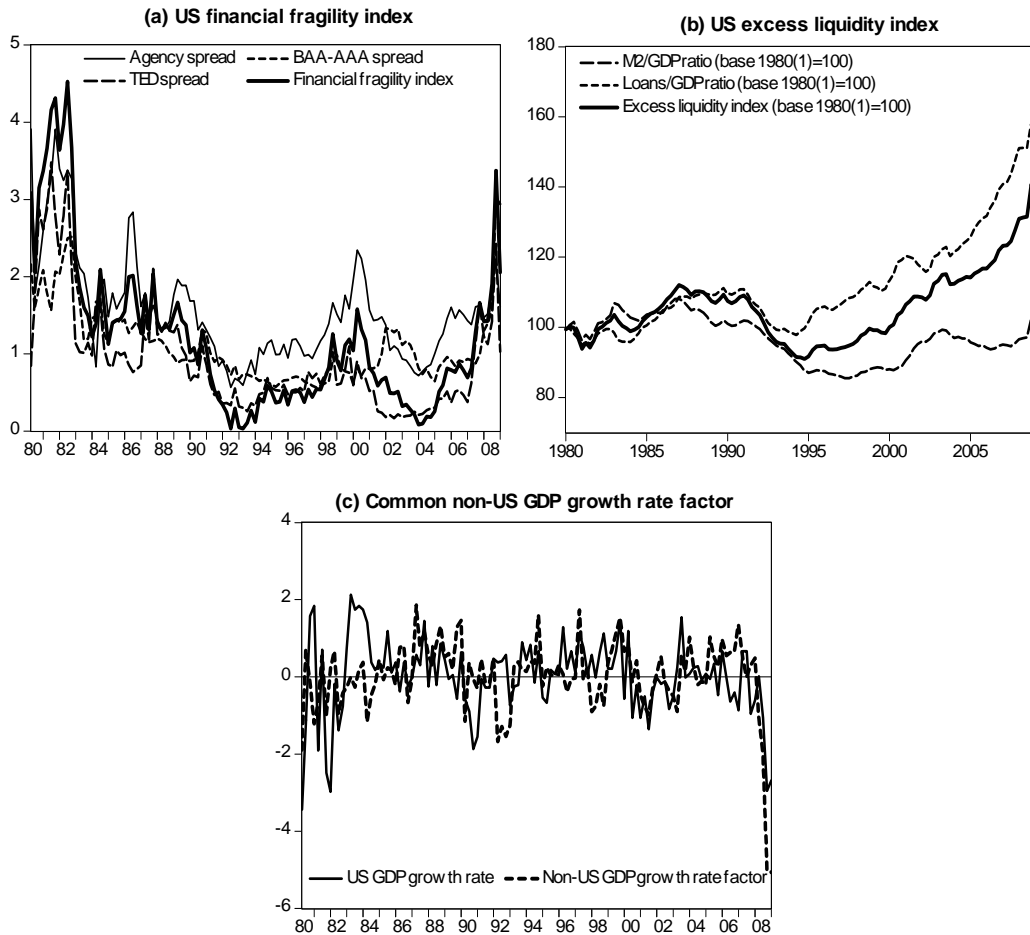 (a) US financial fragility index
Agency spread
BAA-AAA spread
TED spread
Financial fragility index
5
4
3
2
1
0
80 82 84 86 88 90 92 94 96 98 00 02 04 06 08
(b) US excess liquidity index
M2/GDP ratio (base 1980(1)=100)
Loans/GDP ratio (base 1980(1)=100)
Excess liquidity index (base 1980(1)=100)
180
160
140
120
100
80
1980 1985 1990 1995 2000 2005
(c) Common non-US GDP growth rate factor
4
2
0
-2
-4
-6
US GDP growth rate
Non-US GDP growth rate factor
80 82 84 86 88 90 92 94 96 98 00 02 04 06 08